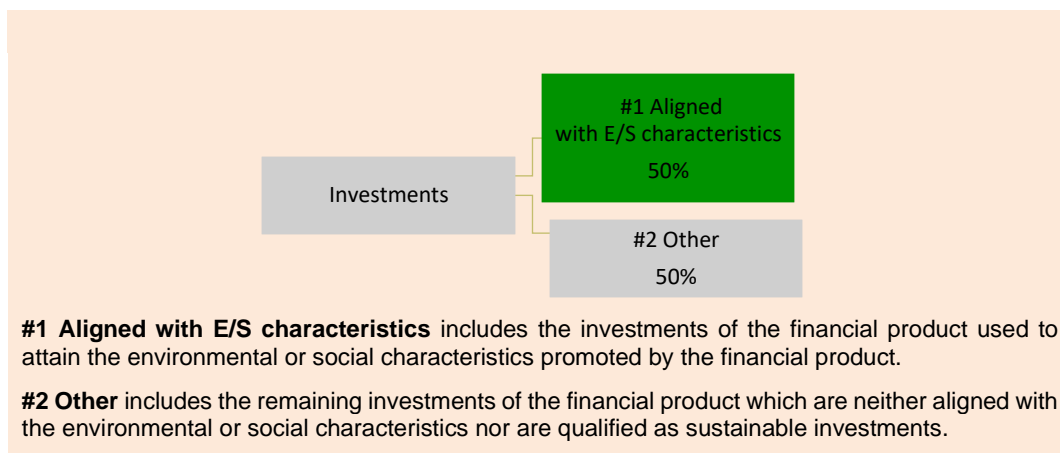 #1 Aligned
with E/S characteristics
50%
Investments
#2 Other
50%
#1 Aligned with E/S characteristics includes the investments of the financial product used to
attain the environmental or social characteristics promoted by the financial product.
#2 Other includes the remaining investments of the financial product which are neither aligned with
the environmental or social characteristics nor are qualified as sustainable investments.